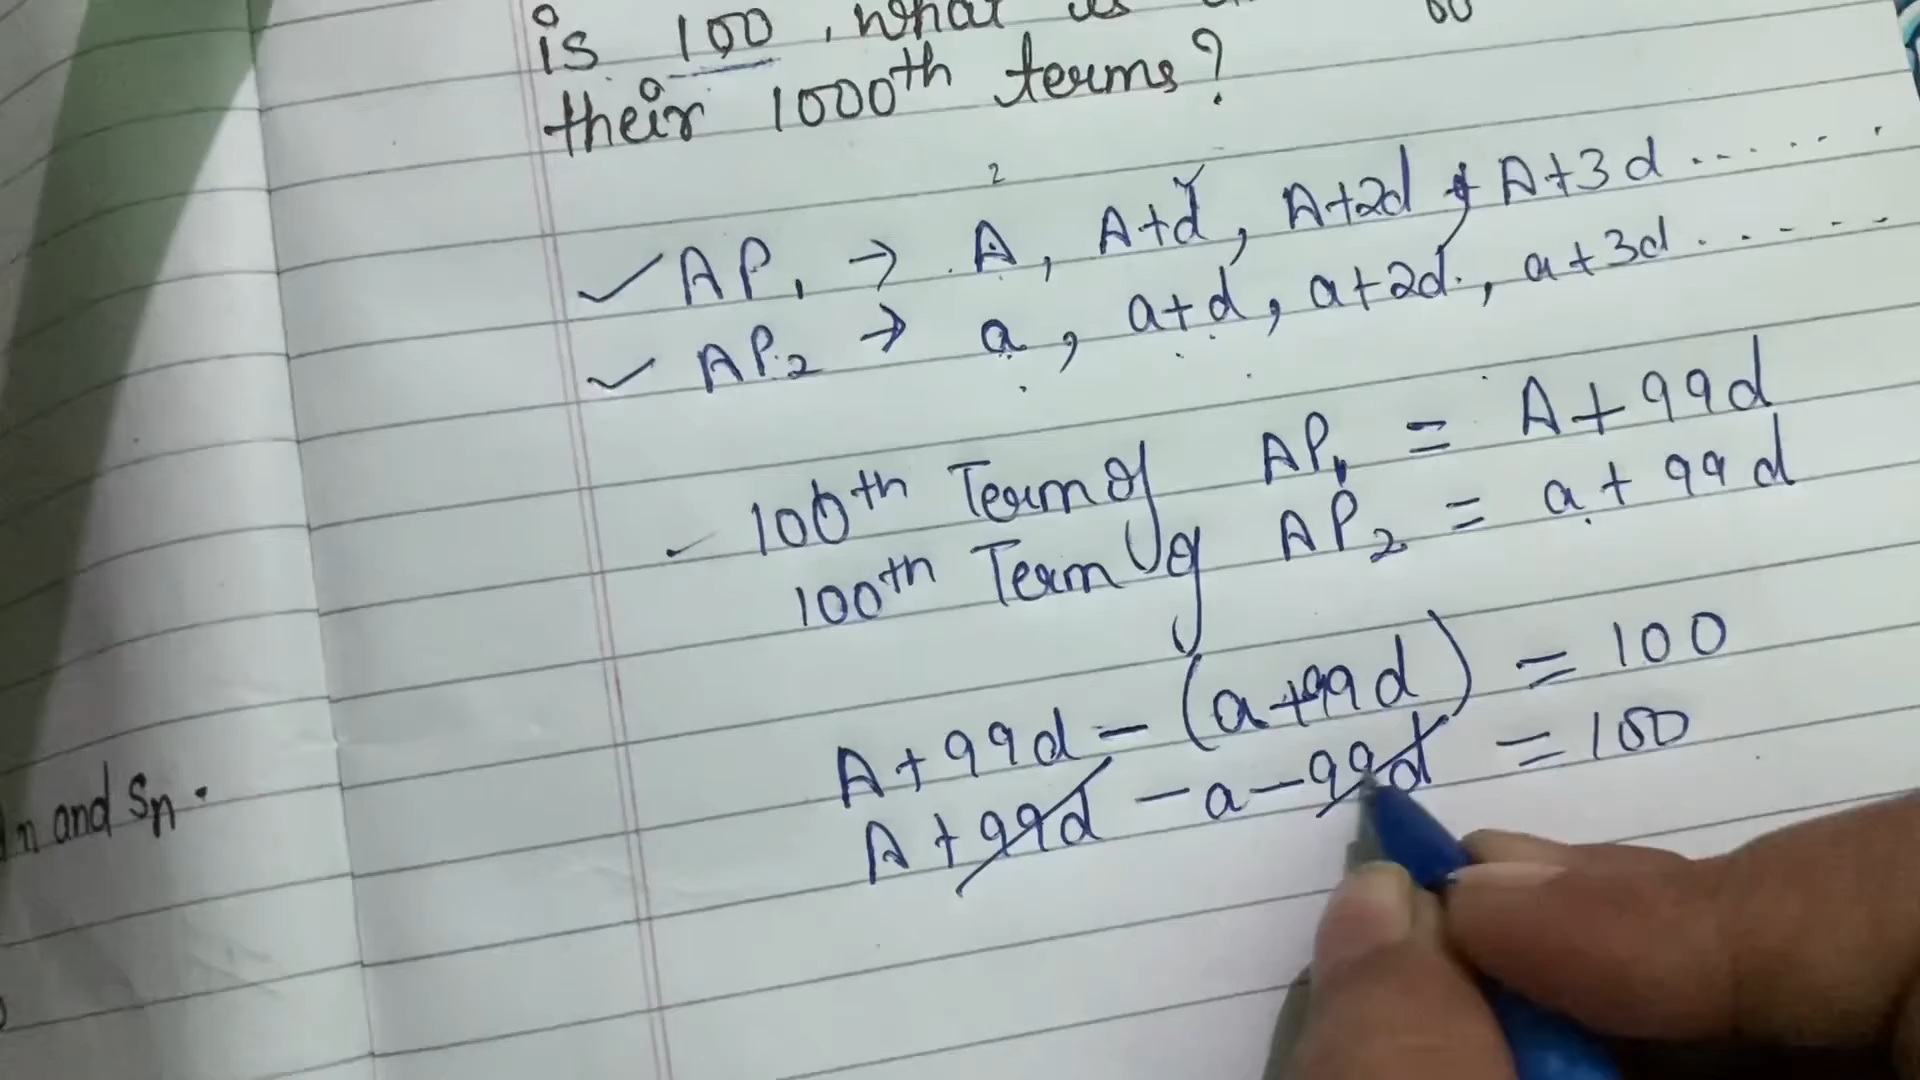 is 100, what is
their 1000th terms?
AP1 → A, A+d, A+2d, A+3d ......
AP2 → a, a+d, a+2d, a+3d ......
100th Term of AP1 = A+99d
100th Term of AP2 = a+99d
A+99d-(a+99d) = 100
A+99d-a-99d = 100
n and Sn.